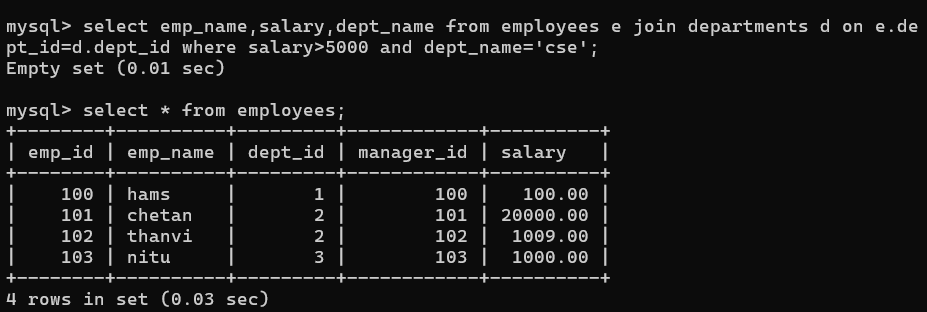 mysql> select emp_name,salary,dept_name from employees e join departments d on e.de
pt_id=d.dept_id where salary>5000 and dept_name='cse';
Empty set (0.01 sec)

mysql> select * from employees;
+--------+----------+---------+------------+----------+
| emp_id | emp_name | dept_id | manager_id | salary   |
+--------+----------+---------+------------+----------+
|    100 | hams     |       1 |        100 |   100.00 |
|    101 | chetan   |       2 |        101 | 20000.00 |
|    102 | thanvi   |       2 |        102 |  1009.00 |
|    103 | nitu     |       3 |        103 |  1000.00 |
+--------+----------+---------+------------+----------+
4 rows in set (0.03 sec)